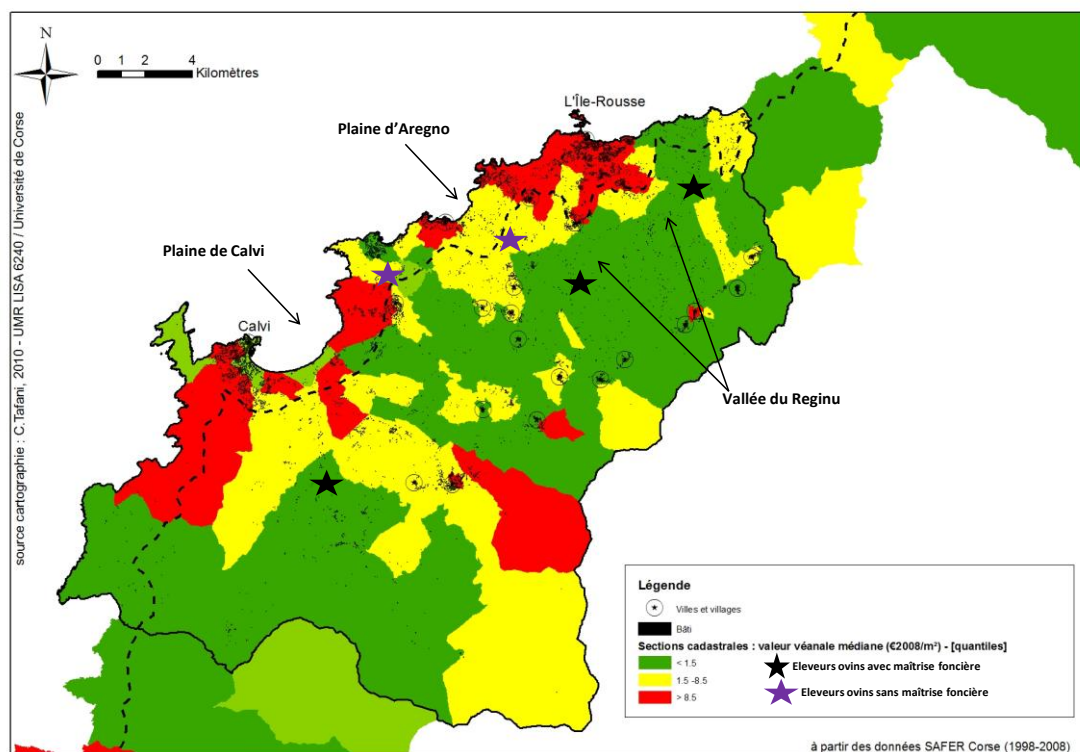 N
0 1 2 4
Kilomètres
L'Île-Rousse
Plaine d'Aregno
Plaine de Calvi
Calvi
Vallée du Reginu
source cartographie : C.Tafani, 2010 - UMR LISA 6240 / Université de Corse
Légende
Villes et villages
Bâti
Sections cadastrales : valeur véanale médiane (€2008/m²) - [quantiles]
< 1.5
1.5 -8.5
> 8.5
Eleveurs ovins avec maîtrise foncière
Eleveurs ovins sans maîtrise foncière
à partir des données SAFER Corse (1998-2008)